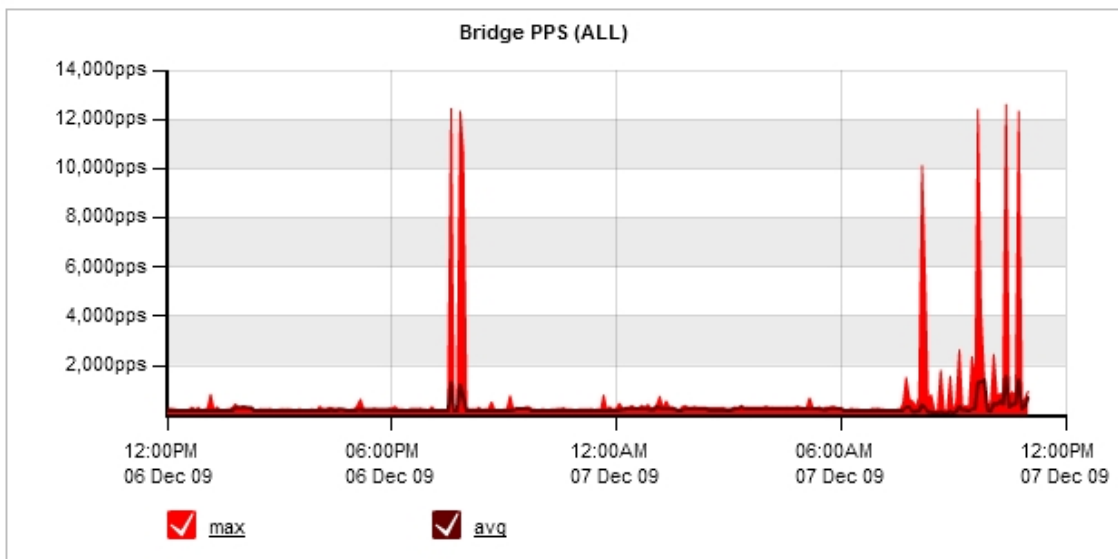 Bridge PPS (ALL)
14,000pps
12,000pps
10,000pps
8,000pps
6,000pps
4,000pps
2,000pps
12:00PM 06:00PM 12:00AM 06:00AM 12:00PM
06 Dec 09 06 Dec 09 07 Dec 09 07 Dec 09 07 Dec 09
max avg